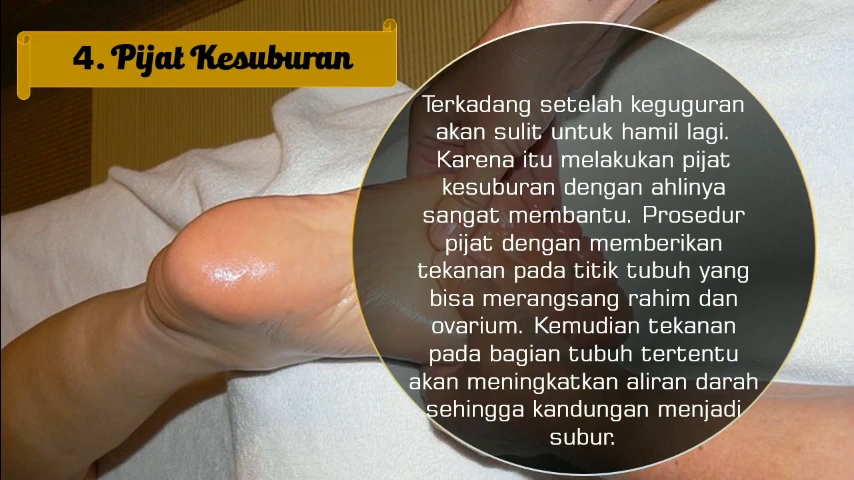 4. Pijat Kesuburan
Terkadang setelah keguguran
akan sulit untuk hamil lagi.
Karena itu melakukan pijat
kesuburan dengan ahlinya
sangat membantu. Prosedur
pijat dengan memberikan
tekanan pada titik tubuh yang
bisa merangsang rahim dan
ovarium. Kemudian tekanan
pada bagian tubuh tertentu
akan meningkatkan aliran darah
sehingga kandungan menjadi
subur.